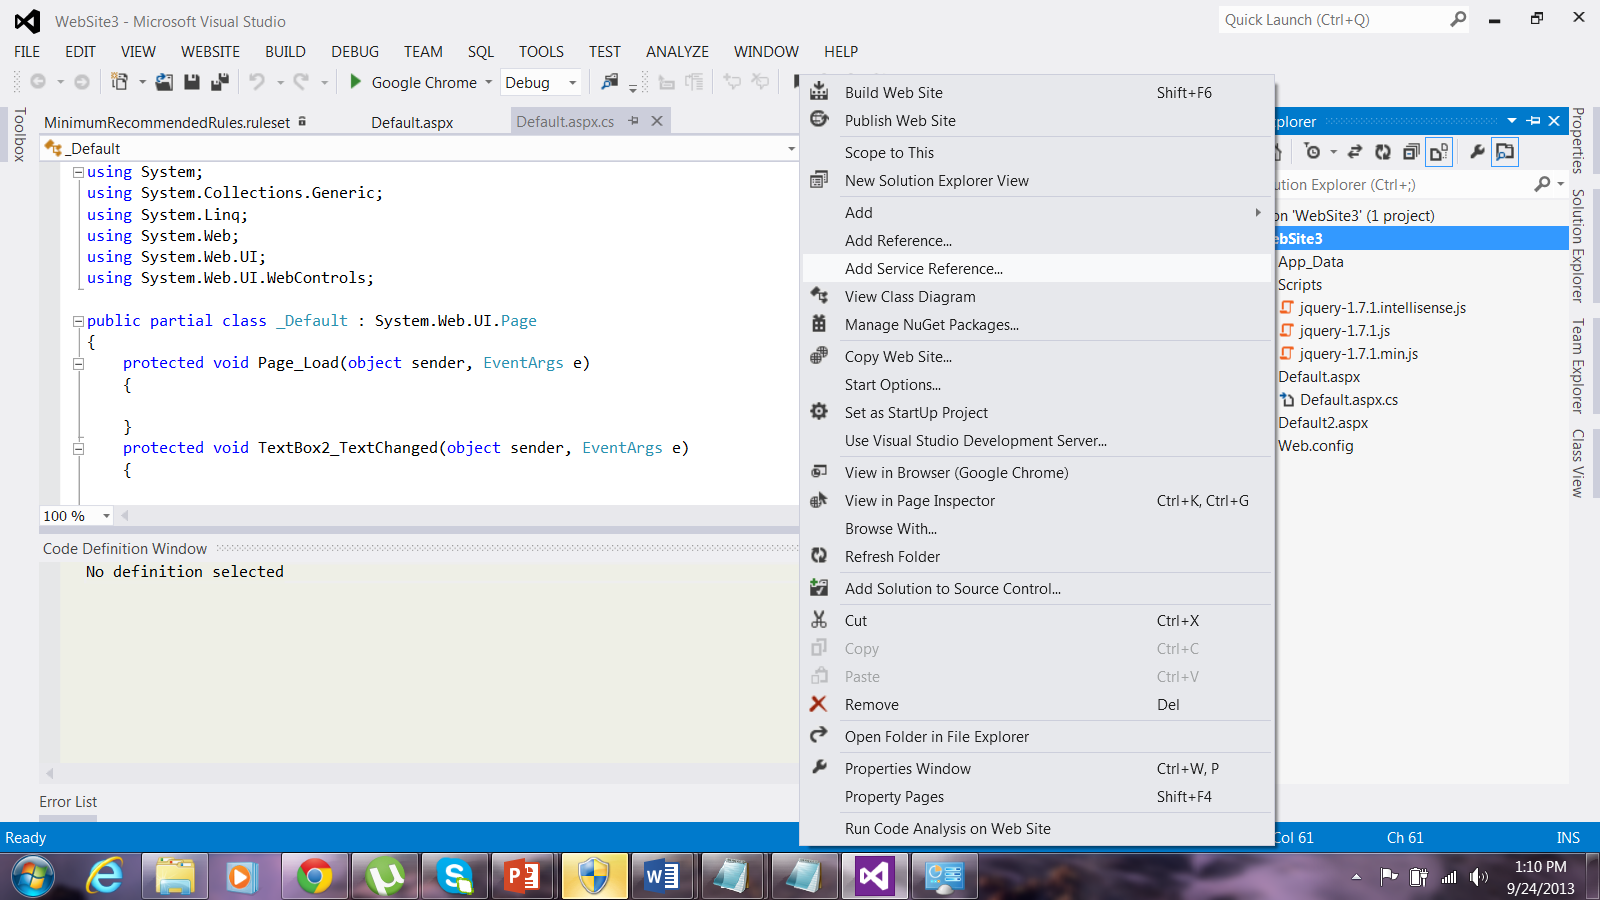 WebSite3 - Microsoft Visual Studio
Quick Launch (Ctrl+Q)
FILE EDIT VIEW WEBSITE BUILD DEBUG TEAM SQL TOOLS TEST ANALYZE WINDOW HELP
Google Chrome Debug
Toolbox
MinimumRecommendedRules.ruleset Default.aspx Default.aspx.cs
_Default
using System;
using System.Collections.Generic;
using System.Linq;
using System.Web;
using System.Web.UI;
using System.Web.UI.WebControls;
public partial class _Default : System.Web.UI.Page
{
protected void Page_Load(object sender, EventArgs e)
{
}
protected void TextBox2_TextChanged(object sender, EventArgs e)
{
100 %
Code Definition Window
No definition selected
Error List
Build Web Site Shift+F6
Publish Web Site
Scope to This
New Solution Explorer View
Add
Add Reference...
Add Service Reference...
View Class Diagram
Manage NuGet Packages...
Copy Web Site...
Start Options...
Set as StartUp Project
Use Visual Studio Development Server...
View in Browser (Google Chrome)
View in Page Inspector Ctrl+K, Ctrl+G
Browse With...
Refresh Folder
Add Solution to Source Control...
Cut Ctrl+X
Copy Ctrl+C
Paste Ctrl+V
Remove Del
Open Folder in File Explorer
Properties Window Ctrl+W, P
Property Pages Shift+F4
Run Code Analysis on Web Site
plorer
ution Explorer (Ctrl+;)
on 'WebSite3' (1 project)
ebSite3
App_Data
Scripts
jquery-1.7.1.intellisense.js
jquery-1.7.1.js
jquery-1.7.1.min.js
Default.aspx
Default.aspx.cs
Default2.aspx
Web.config
Properties
Solution Explorer
Team Explorer
Class View
Ready Col 61 Ch 61 INS
1:10 PM
9/24/2013